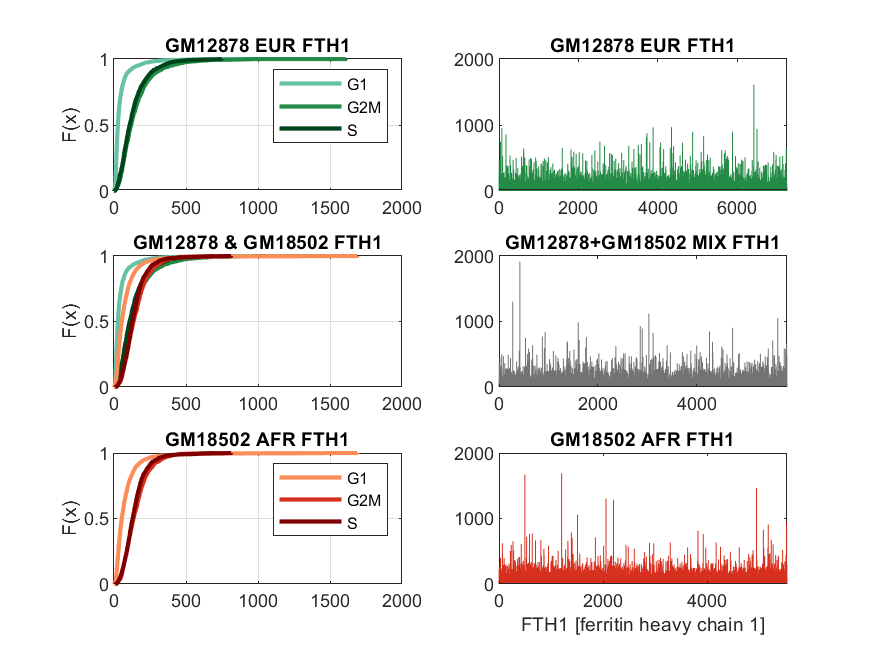 GM12878 EUR FTH1
F(x)
1
0.5
0
0 500 1000 1500 2000
G1
G2M
S
GM12878 EUR FTH1
2000
1000
0
0 2000 4000 6000
GM12878 & GM18502 FTH1
F(x)
1
0.5
0
0 500 1000 1500 2000
GM12878+GM18502 MIX FTH1
2000
1000
0
0 2000 4000
GM18502 AFR FTH1
F(x)
1
0.5
0
0 500 1000 1500 2000
G1
G2M
S
GM18502 AFR FTH1
2000
1000
0
0 2000 4000
FTH1 [ferritin heavy chain 1]